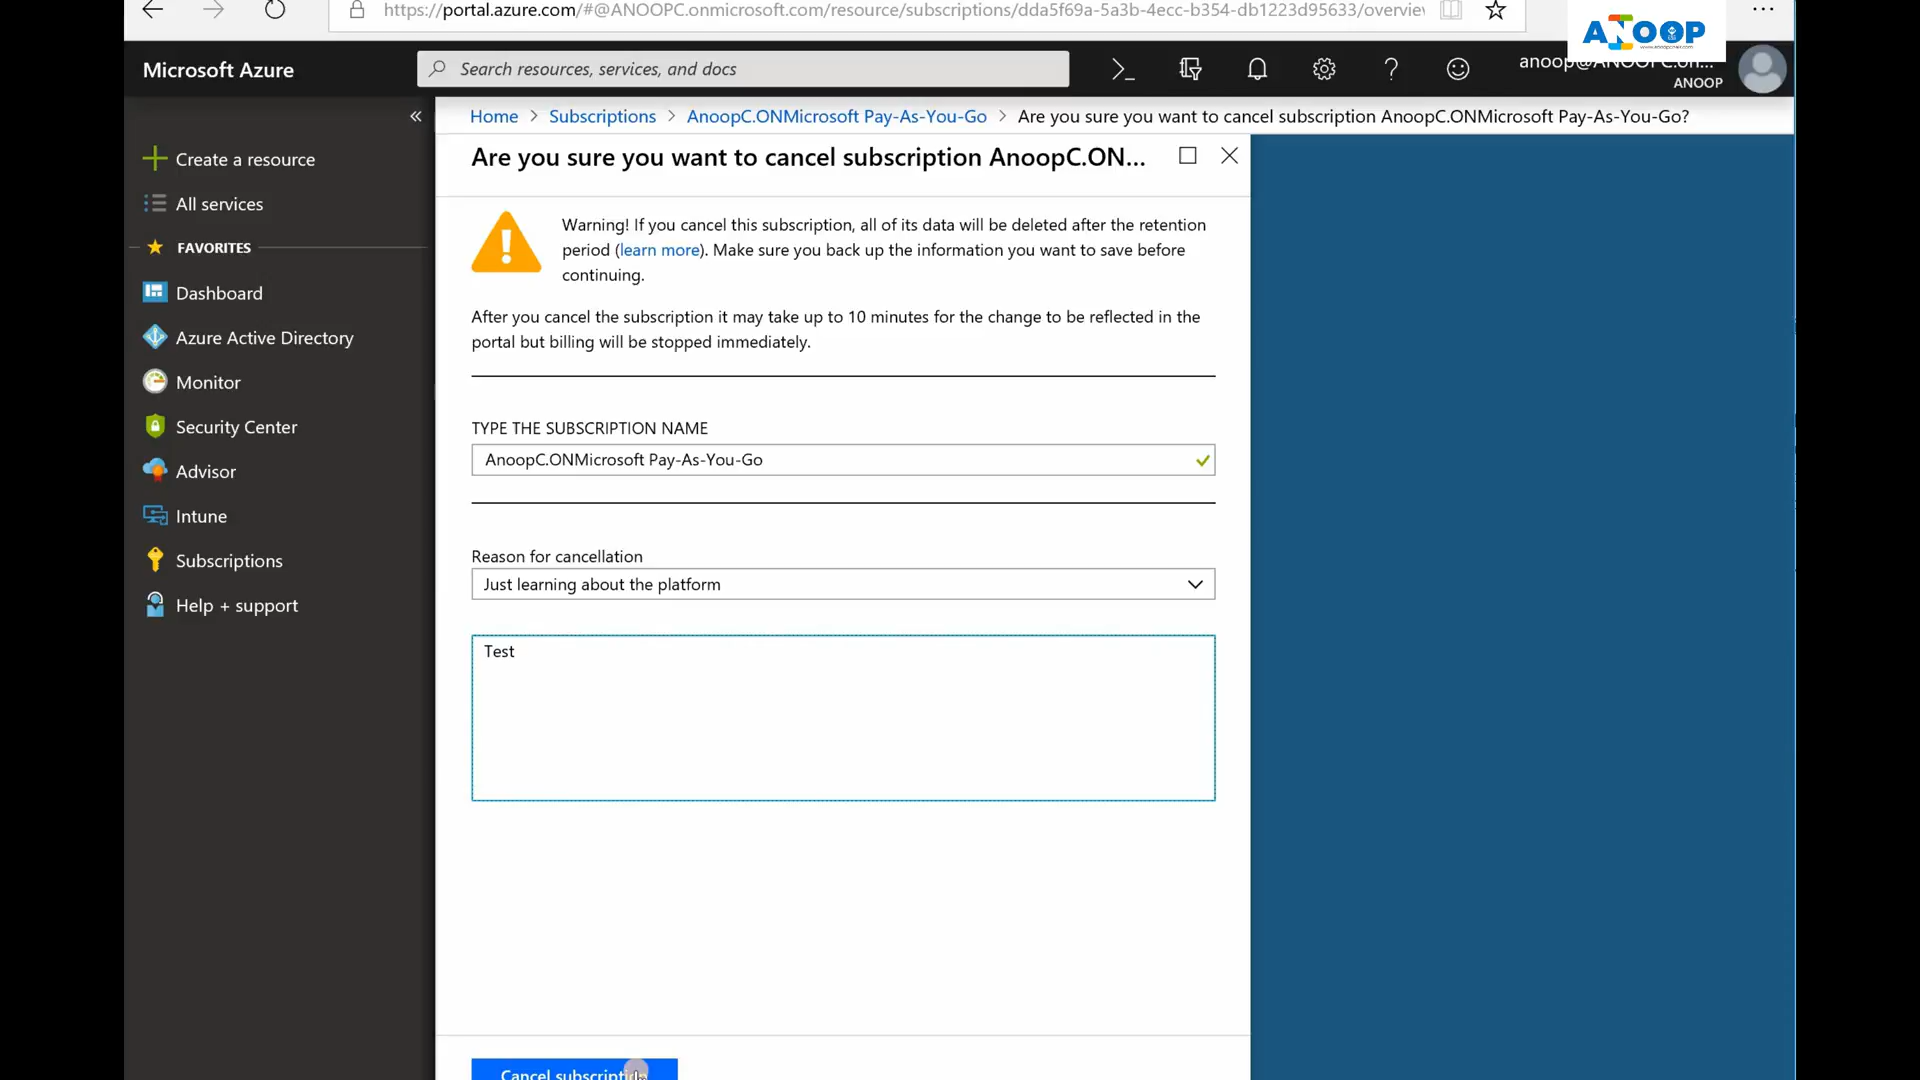 https://portal.azure.com/#@ANOOPC.onmicrosoft.com/resource/subscriptions/dda5f69a-5a3b-4ecc-b354-db1223d95633/overview
ANOOP
Microsoft Azure
Search resources, services, and docs
anoop@ANOOPC.on...
ANOOP
Home > Subscriptions > AnoopC.ONMicrosoft Pay-As-You-Go > Are you sure you want to cancel subscription AnoopC.ONMicrosoft Pay-As-You-Go?
Create a resource
All services
FAVORITES
Dashboard
Azure Active Directory
Monitor
Security Center
Advisor
Intune
Subscriptions
Help + support
Are you sure you want to cancel subscription AnoopC.ON...
Warning! If you cancel this subscription, all of its data will be deleted after the retention
period (learn more). Make sure you back up the information you want to save before
continuing.
After you cancel the subscription it may take up to 10 minutes for the change to be reflected in the
portal but billing will be stopped immediately.
TYPE THE SUBSCRIPTION NAME
AnoopC.ONMicrosoft Pay-As-You-Go
Reason for cancellation
Just learning about the platform
Test
Cancel subscription